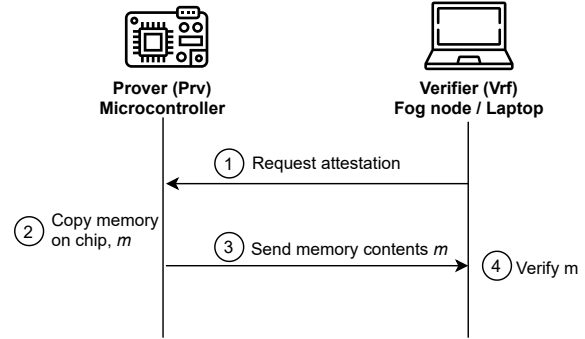 Prover (Prv)
Microcontroller
Verifier (Vrf)
Fog node / Laptop
1 Request attestation
2 Copy memory
on chip, m
3 Send memory contents m
4 Verify m